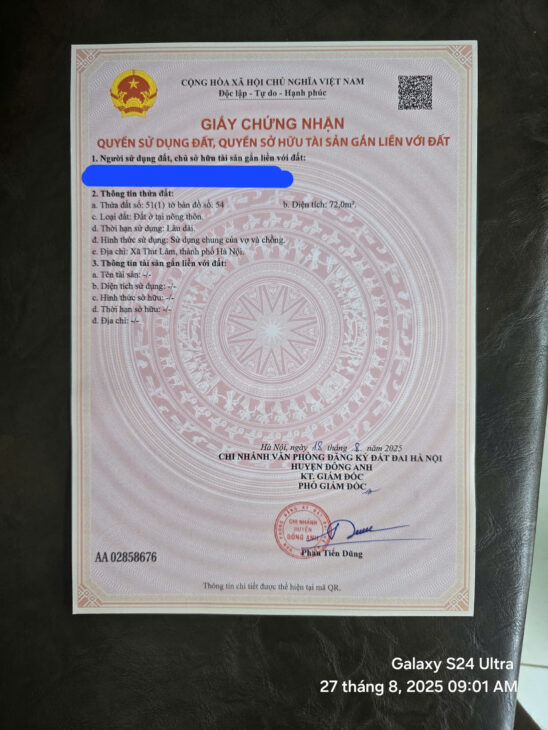 CỘNG HÒA XÃ HỘI CHỦ NGHĨA VIỆT NAM
Độc lập - Tự do - Hạnh phúc
GIẤY CHỨNG NHẬN
QUYỀN SỬ DỤNG ĐẤT, QUYỀN SỞ HỮU TÀI SẢN GẮN LIỀN VỚI ĐẤT
1. Người sử dụng đất, chủ sở hữu tài sản gắn liền với đất:
2. Thông tin thửa đất:
a. Thửa đất số: 51(1) tờ bản đồ số: 54 b. Diện tích: 72,0m².
c. Loại đất: Đất ở tại nông thôn.
d. Thời hạn sử dụng: Lâu dài.
đ. Hình thức sử dụng: Sử dụng chung của vợ và chồng.
e. Địa chỉ: Xã Thư Lâm, thành phố Hà Nội.
3. Thông tin tài sản gắn liền với đất:
a. Tên tài sản: -/-
b. Diện tích sử dụng: -/-
c. Hình thức sở hữu: -/-
d. Thời hạn sở hữu: -/-
đ. Địa chỉ: -/-
Hà Nội, ngày 18 tháng 8 năm 2025
CHI NHÁNH VĂN PHÒNG ĐĂNG KÝ ĐẤT ĐAI HÀ NỘI
HUYỆN ĐÔNG ANH
KT. GIÁM ĐỐC
PHÓ GIÁM ĐỐC
CHI NHÁNH
HUYỆN
ĐÔNG ANH
Phan Tiến Dũng
AA 02858676
Thông tin chi tiết được thể hiện tại mã QR.
Galaxy S24 Ultra
27 tháng 8, 2025 09:01 AM